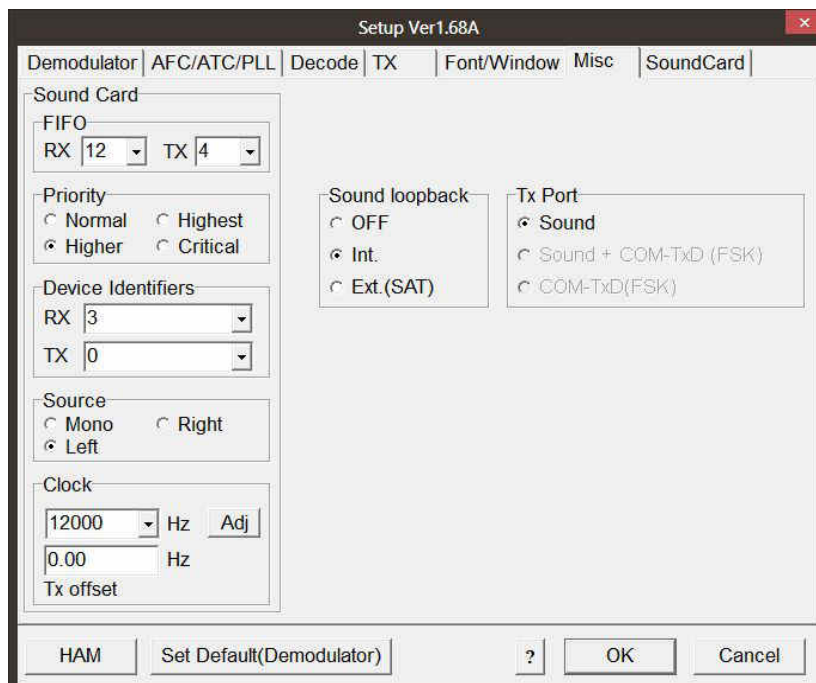 Setup Ver1.68A
Demodulator AFC/ATC/PLL Decode TX Font/Window Misc SoundCard
Sound Card
FIFO
RX 12 TX 4
Priority
Normal Highest
Higher Critical
Device Identifiers
RX 3
TX 0
Source
Mono Right
Left
Clock
12000 Hz Adj
0.00 Hz
Tx offset
Sound loopback
OFF
Int.
Ext.(SAT)
Tx Port
Sound
Sound + COM-TxD (FSK)
COM-TxD(FSK)
HAM Set Default(Demodulator) ? OK Cancel